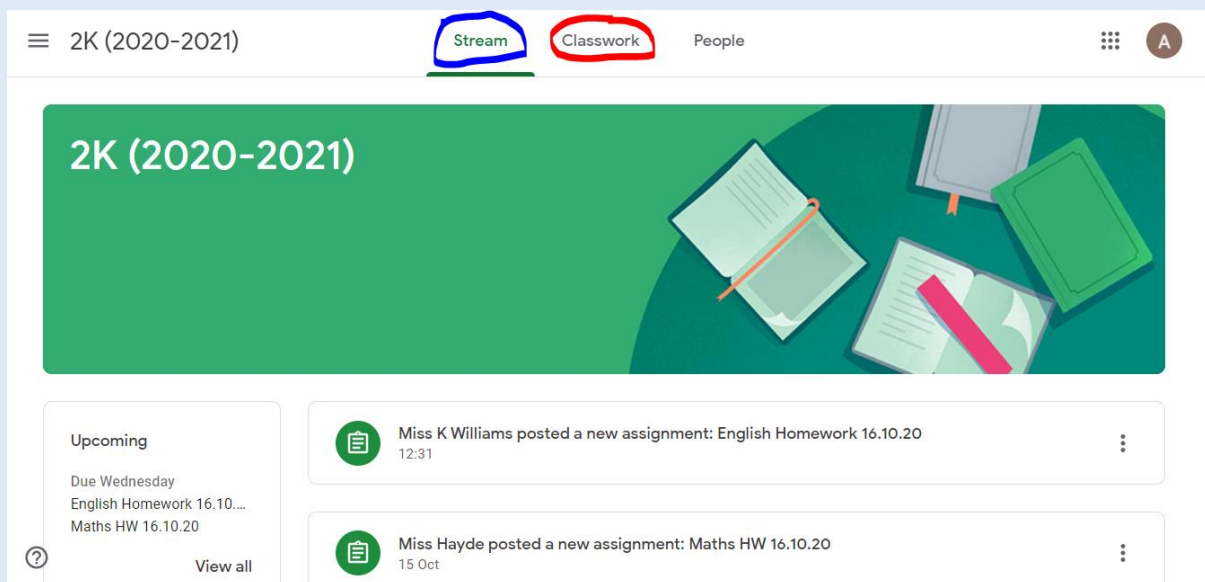 2K (2020-2021)
Stream
Classwork
People
A
2K (2020-2021)
Upcoming
Due Wednesday
English Homework 16.10....
Maths HW 16.10.20
View all
Miss K Williams posted a new assignment: English Homework 16.10.20
12:31
Miss Hayde posted a new assignment: Maths HW 16.10.20
15 Oct